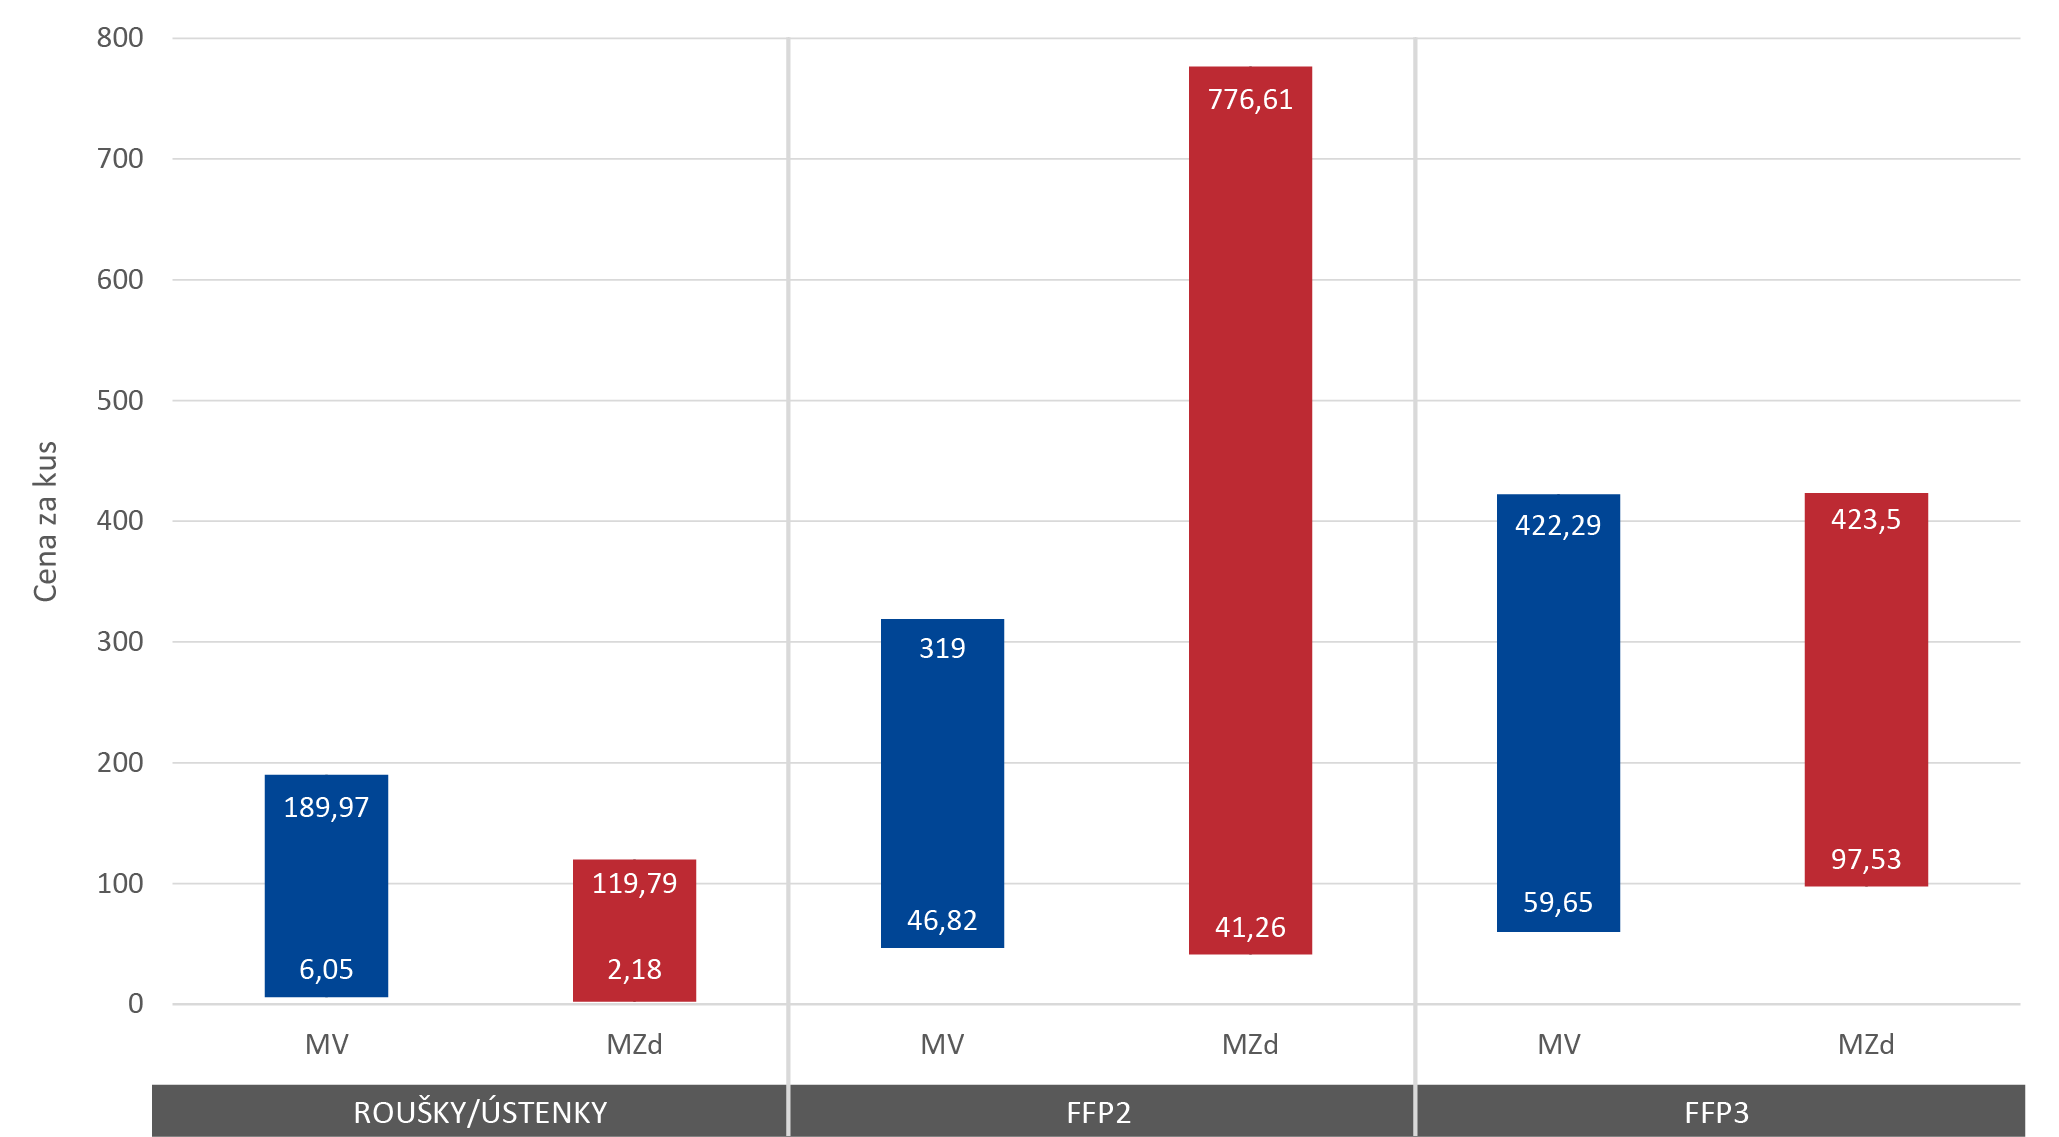 800
700
600
500
400
300
200
100
0
Cena za kus
189,97
6,05
119,79
2,18
319
46,82
776,61
41,26
422,29
59,65
423,5
97,53
MV
MZd
MV
MZd
MV
MZd
ROUŠKY/ÚSTENKY
FFP2
FFP3